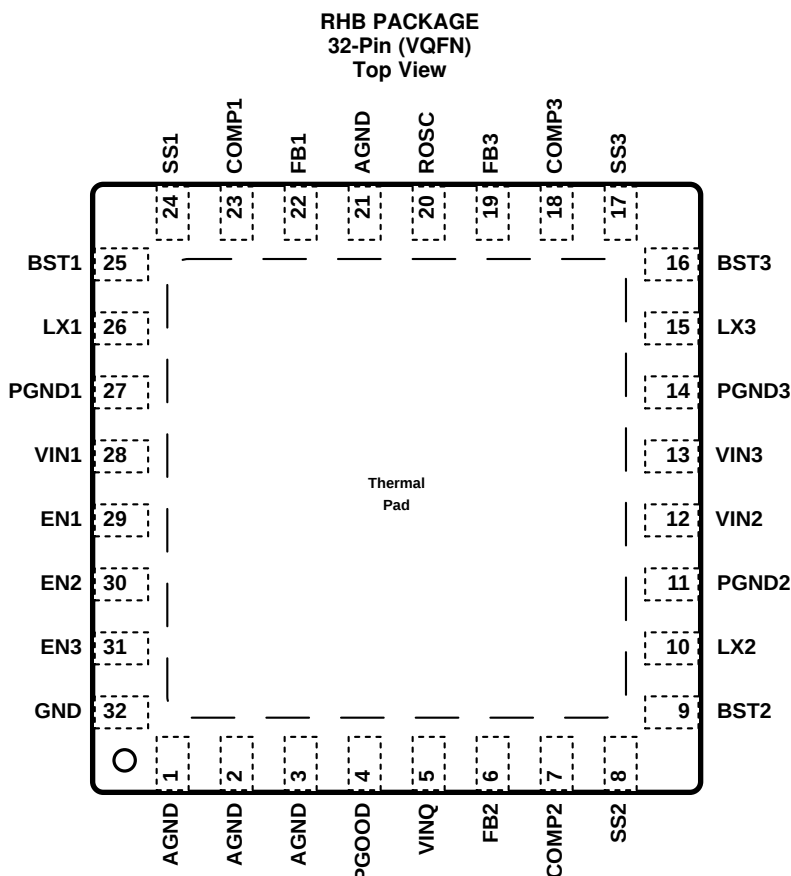 RHB PACKAGE
32-Pin (VQFN)
Top View
SS1
COMP1
FB1
AGND
ROSC
FB3
COMP3
SS3
24
23
22
21
20
19
18
17
BST1 25
16 BST3
LX1 26
15 LX3
PGND1 27
14 PGND3
VIN1 28
13 VIN3
EN1 29
12 VIN2
EN2 30
11 PGND2
EN3 31
10 LX2
GND 32
9 BST2
Thermal
Pad
1
2
3
4
5
6
7
8
AGND
AGND
AGND
PGOOD
VINQ
FB2
COMP2
SS2